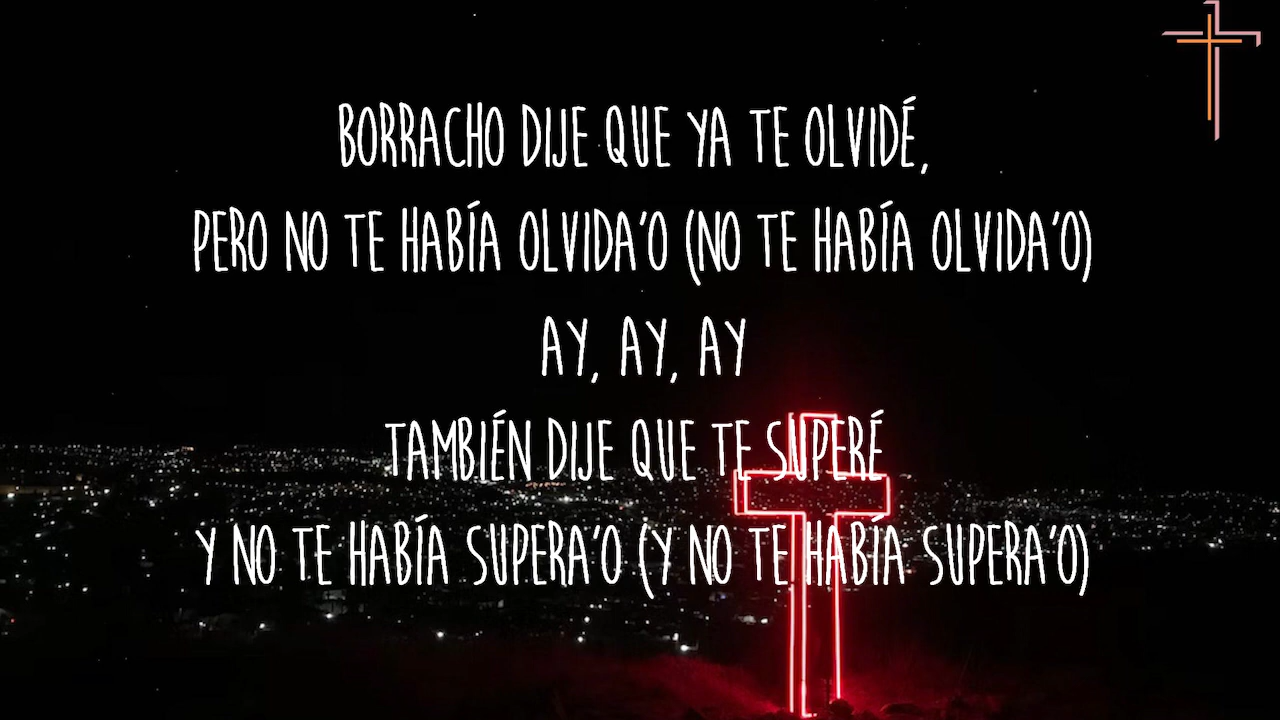 BORRACHO DIJE QUE YA TE OLVIDÉ,
PERO NO TE HABÍA OLVIDA'O (NO TE HABÍA OLVIDA'O)
AY, AY, AY
TAMBIÉN DIJE QUE TE SUPERÉ
Y NO TE HABÍA SUPERA'O (Y NO TE HABÍA SUPERA'O)